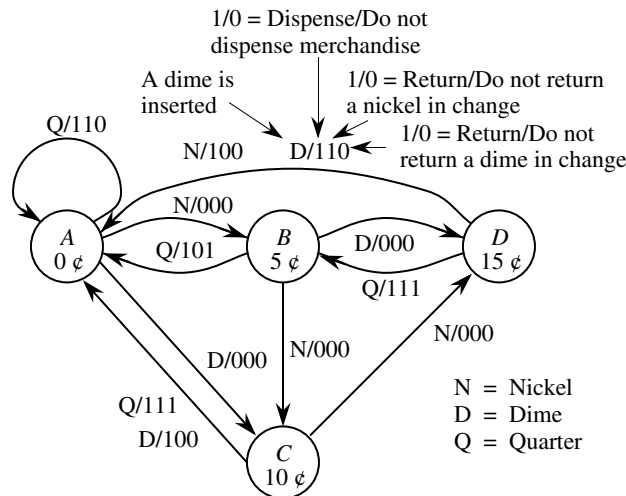 1/0 = Dispense/Do not
dispense merchandise
A dime is
inserted
1/0 = Return/Do not return
a nickel in change
1/0 = Return/Do not
return a dime in change
D/110
Q/110
N/100
N/000
A
0 ¢
Q/101
B
5 ¢
D/000
D
15 ¢
Q/111
D/000
N/000
N/000
Q/111
D/100
C
10 ¢
N = Nickel
D = Dime
Q = Quarter